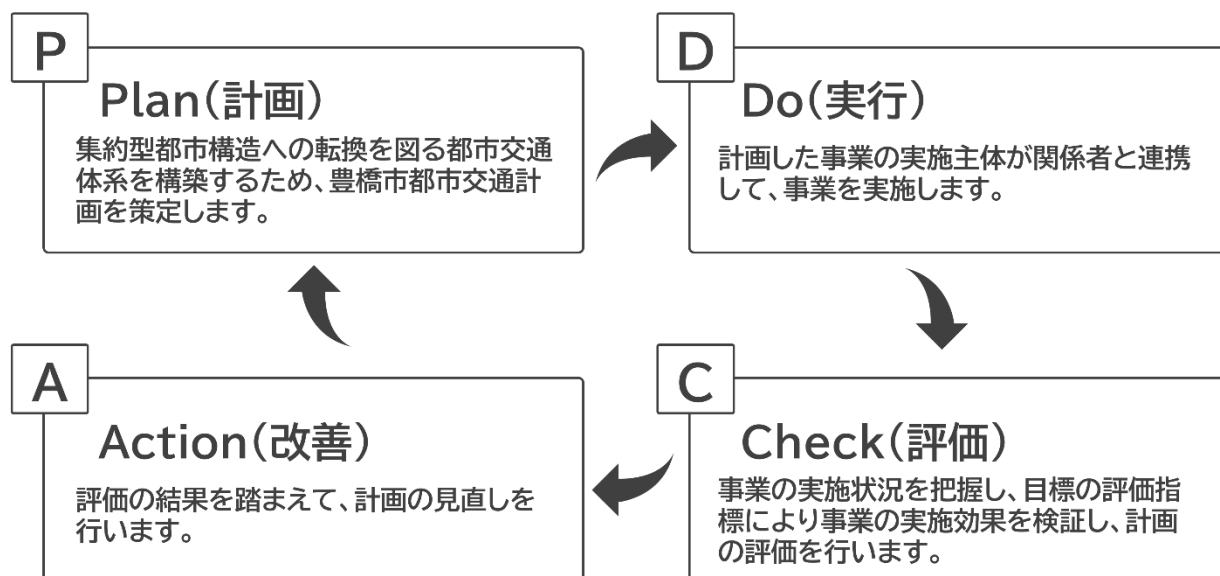 P
Plan(計画)
集約型都市構造への転換を図る都市交通
体系を構築するため、豊橋市都市交通計
画を策定します。
D
Do(実行)
計画した事業の実施主体が関係者と連携
して、事業を実施します。
A
Action(改善)
評価の結果を踏まえて、計画の見直しを
行います。
C
Check(評価)
事業の実施状況を把握し、目標の評価指
標により事業の実施効果を検証し、計画
の評価を行います。